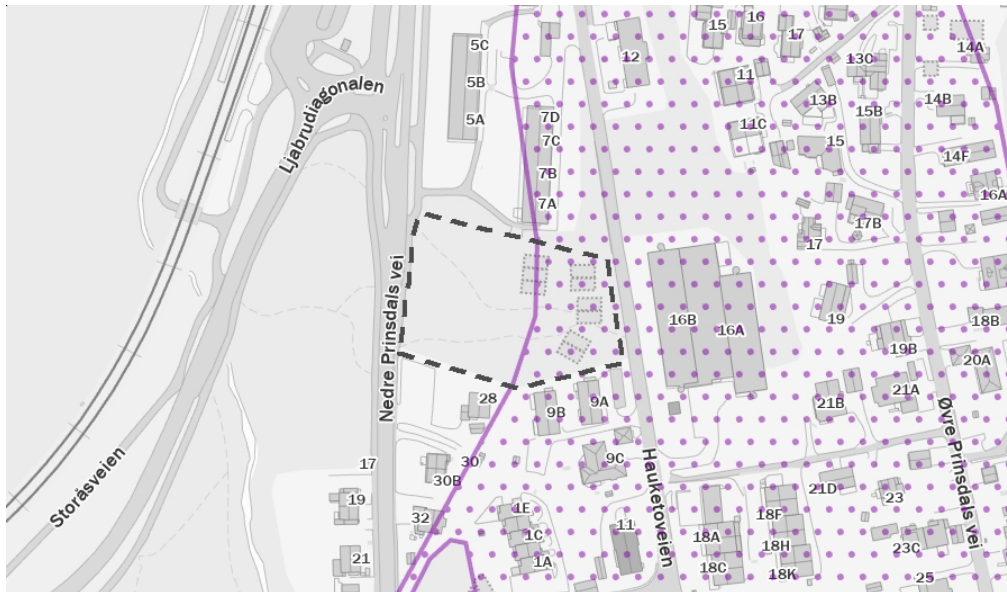 5C
15
16
17
14A
12
13C
11
5B
Ljabrudiagonalen
13B
15B
14B
5A
7D
11C
7C
15
14F
7B
16A
7A
17B
17
Nedre Prinsdals vei
16B
16A
19
18B
19B
20A
28
9B
9A
21B
21A
Øvre Prinsdals vei
Storåsveien
17
30
30B
9C
Hauketoveien
21D
23
19
32
1E
18F
1C
11
18A
18H
23C
21
1A
18C
18K
25